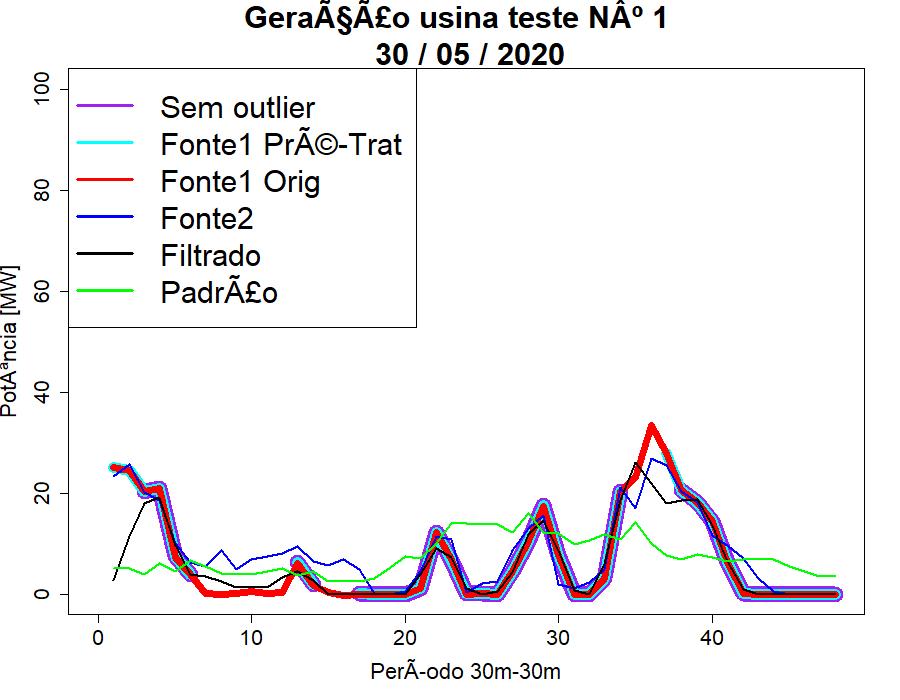 GeraÃ§Ã£o usina teste NÂº 1
30 / 05 / 2020
Sem outlier
Fonte1 PrÃ©-Trat
Fonte1 Orig
Fonte2
Filtrado
PadrÃ£o
PotÃªncia [MW]
100
80
60
40
20
0
0 10 20 30 40
PerÃ-odo 30m-30m